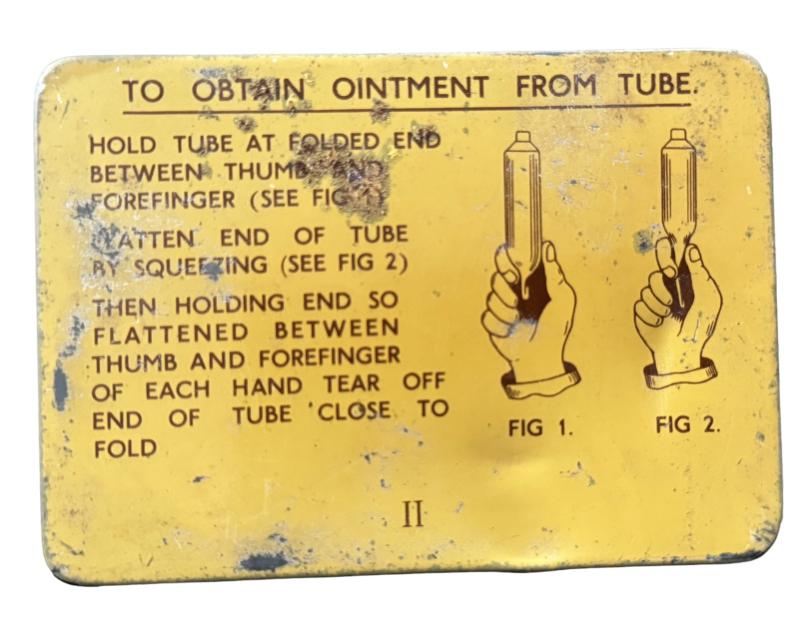 TO OBTAIN OINTMENT FROM TUBE.
HOLD TUBE AT FOLDED END
BETWEEN THUMB AND
FOREFINGER (SEE FIG 1)
FLATTEN END OF TUBE
BY SQUEEZING (SEE FIG 2)
THEN HOLDING END SO
FLATTENED BETWEEN
THUMB AND FOREFINGER
OF EACH HAND TEAR OFF
END OF TUBE CLOSE TO
FOLD
FIG 1.
FIG 2.
II